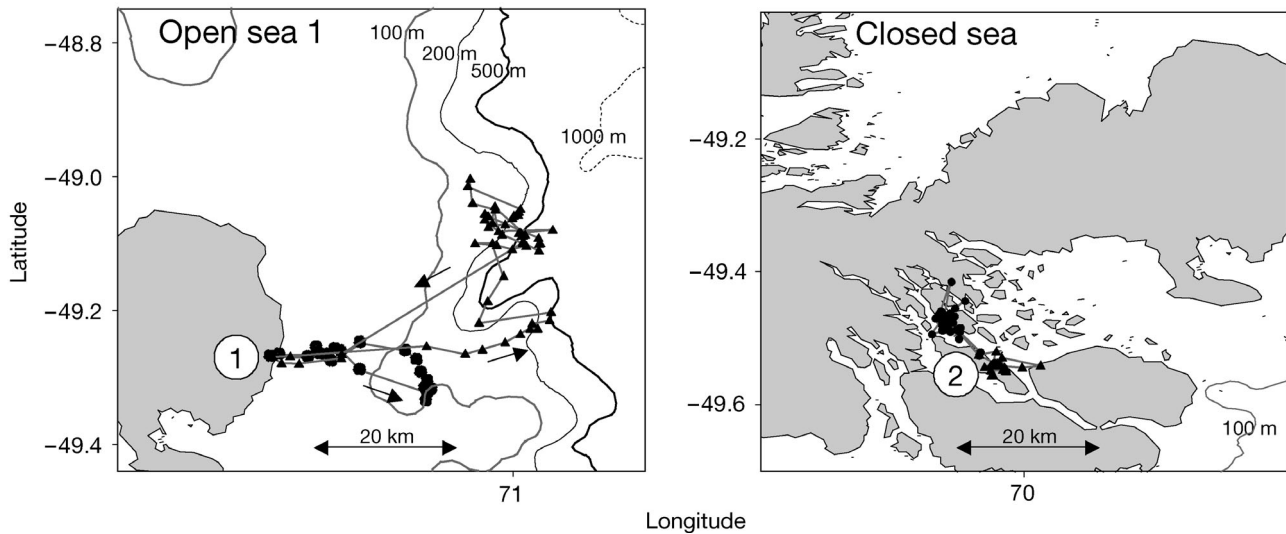 Open sea 1
Closed sea
100 m
200 m
500 m
1000 m
−48.8
−49.0
−49.2
−49.4
Latitude
1
20 km
71
−49.2
−49.4
−49.6
2
20 km
100 m
70
Longitude